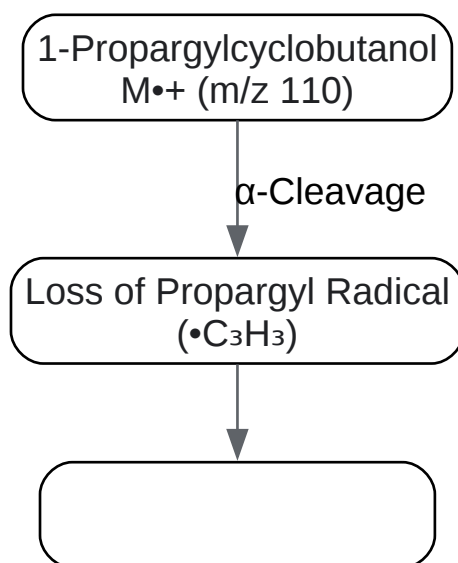 1-Propargylcyclobutanol
M•+ (m/z 110)
α-Cleavage
Loss of Propargyl Radical
(•C₃H₃)